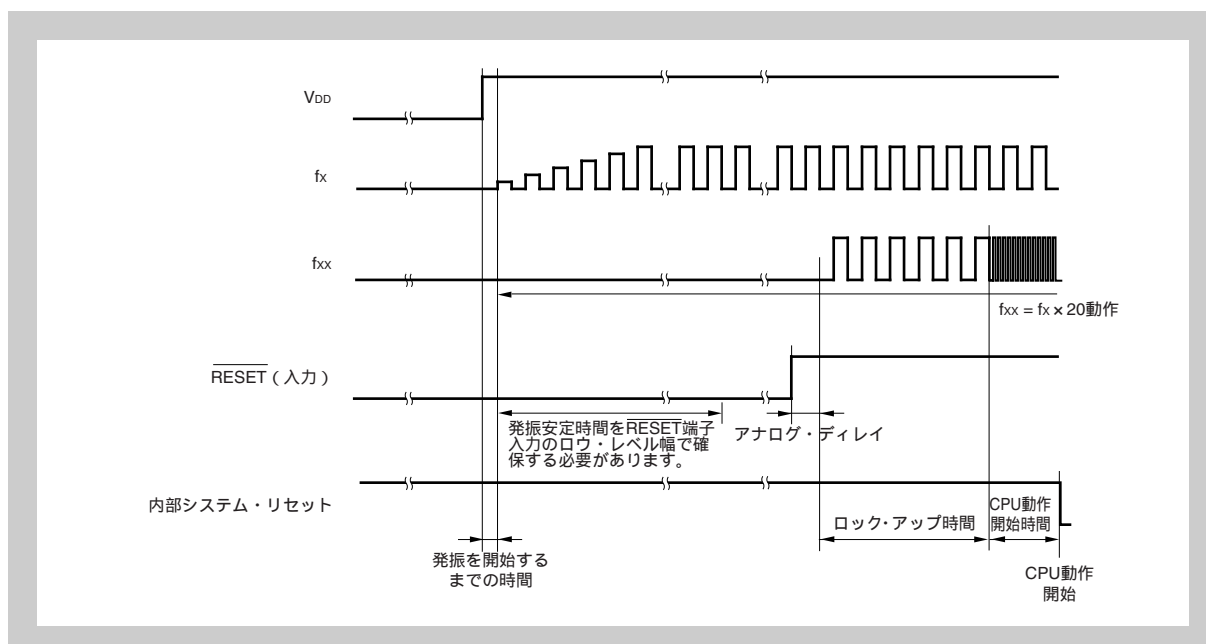 VDD
fX
fXX
fXX = fX×20動作
RESET（入力）
発振安定時間をRESET端子
入力のロウ・レベル幅で確
保する必要があります。
アナログ・ディレイ
内部システム・リセット
ロック・アップ時間
CPU動作
開始時間
発振を開始する
までの時間
CPU動作
開始